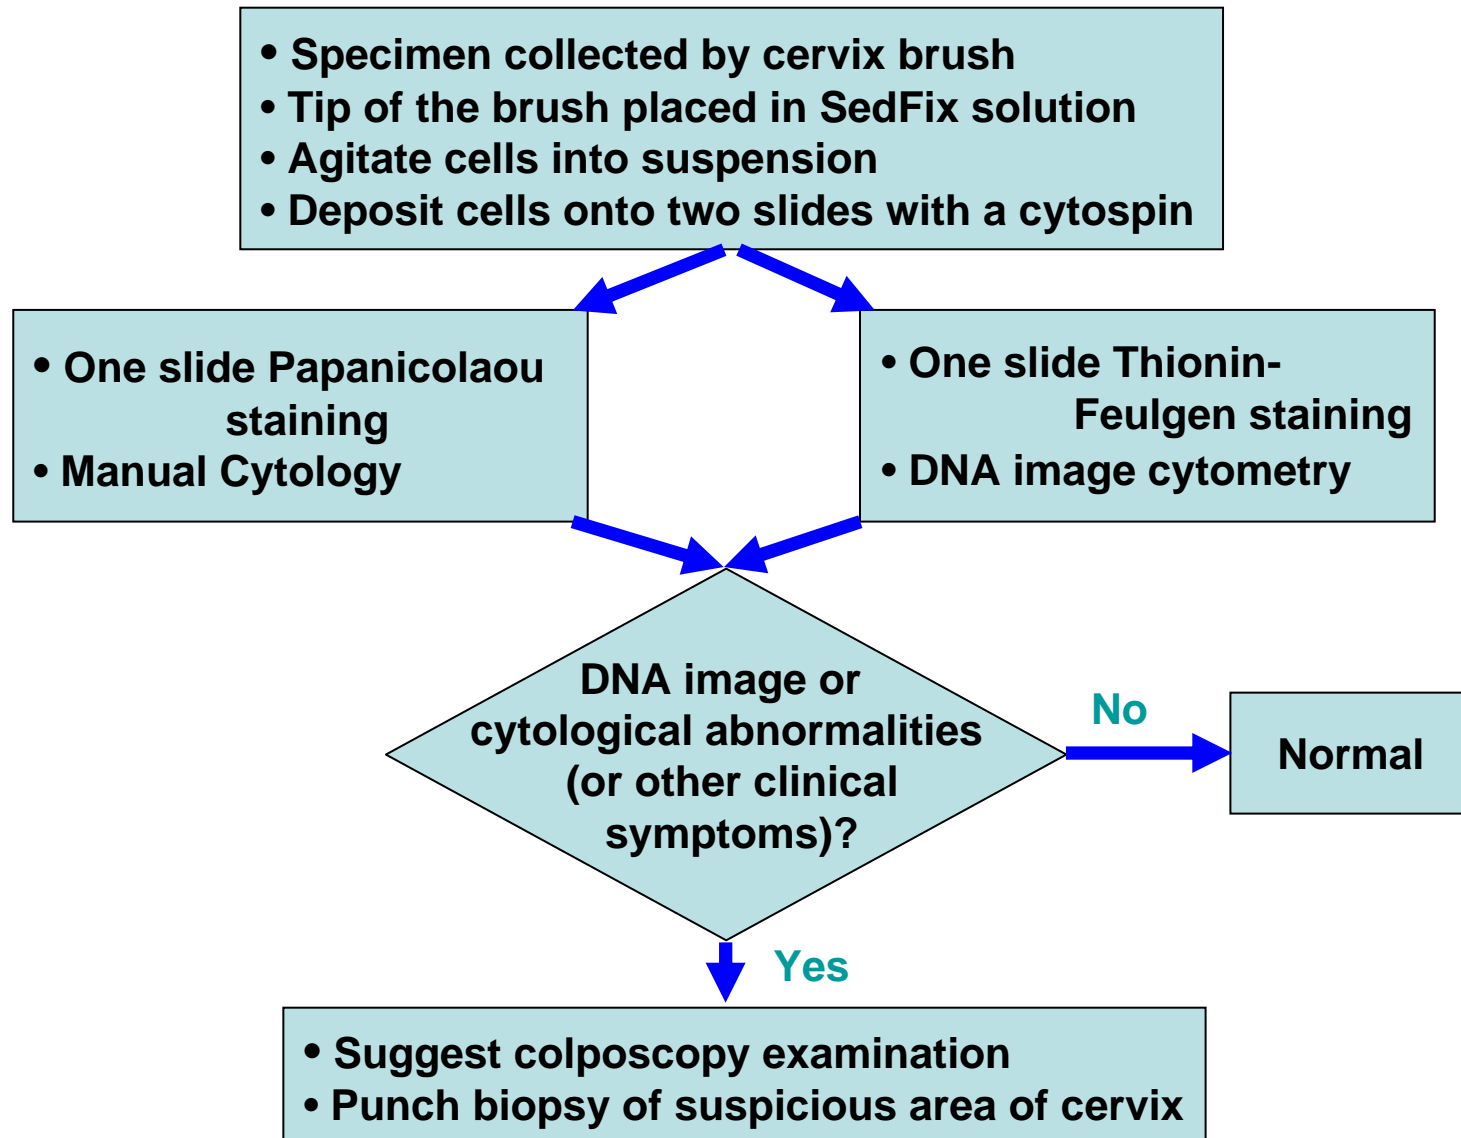 • Specimen collected by cervix brush
• Tip of the brush placed in SedFix solution
• Agitate cells into suspension
• Deposit cells onto two slides with a cytospin
• One slide Papanicolaou
staining
• Manual Cytology
• One slide Thionin-
Feulgen staining
• DNA image cytometry
DNA image or
cytological abnormalities
(or other clinical
symptoms)?
No
Normal
Yes
• Suggest colposcopy examination
• Punch biopsy of suspicious area of cervix